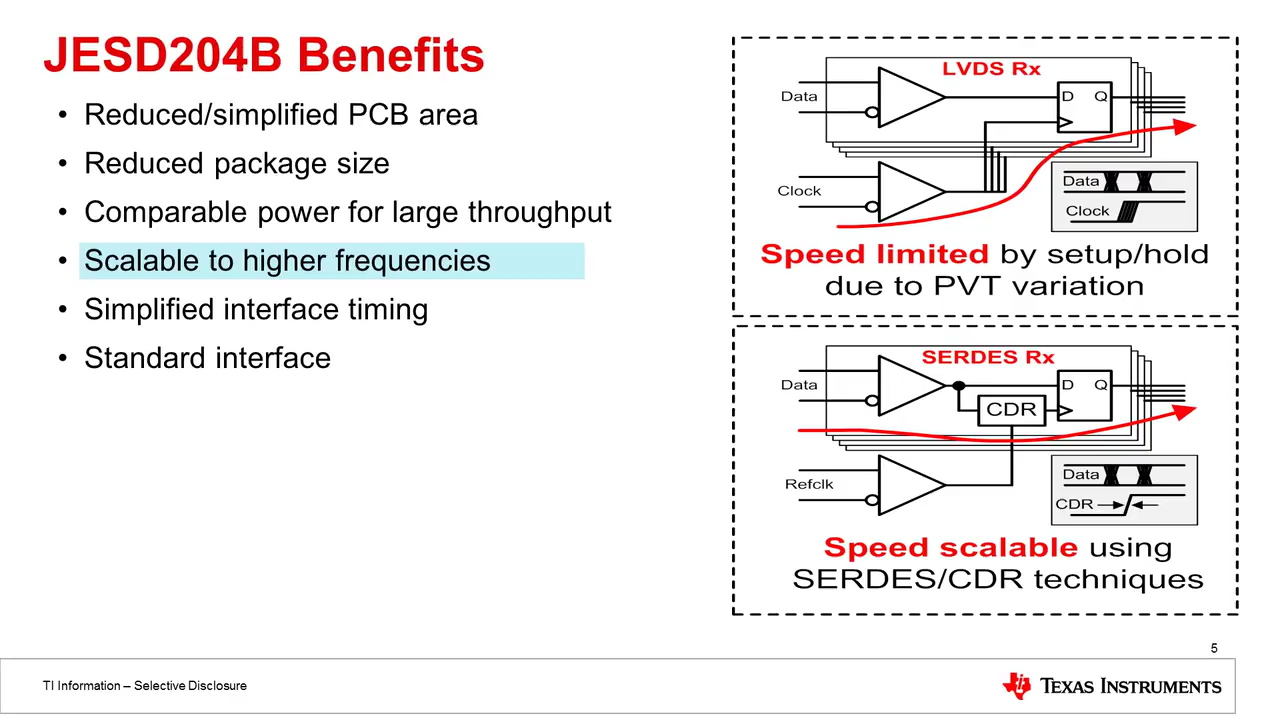 JESD204B Benefits
• Reduced/simplified PCB area
• Reduced package size
• Comparable power for large throughput
• Scalable to higher frequencies
• Simplified interface timing
• Standard interface
LVDS Rx
Data
D Q
Clock
Data
Clock
Speed limited by setup/hold
due to PVT variation
SERDES Rx
Data
D Q
CDR
Refclk
Data
CDR
Speed scalable using
SERDES/CDR techniques
5
TI Information – Selective Disclosure
TEXAS INSTRUMENTS